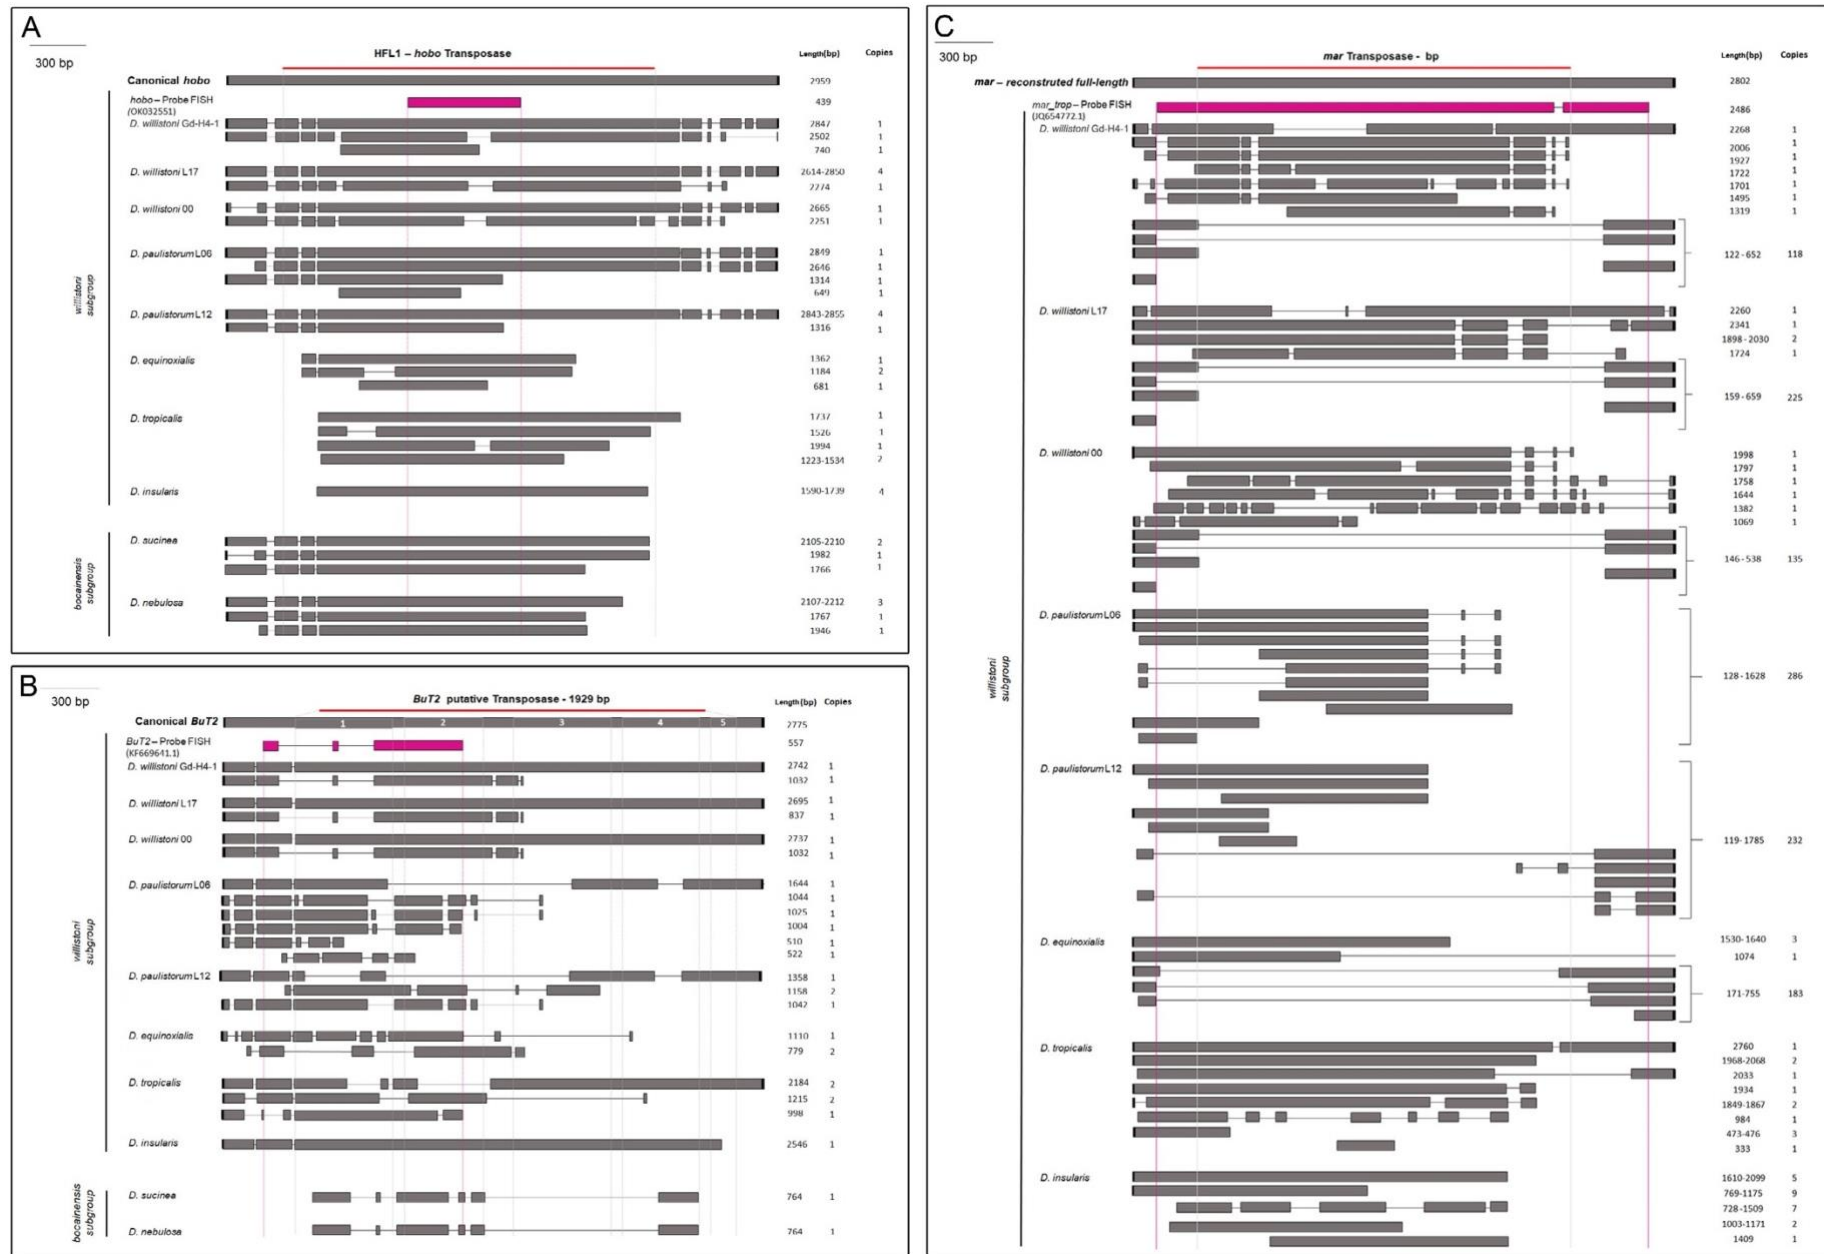 A
300 bp
HFL1 – hobo Transposase
Length(bp) Copies
Canonical hobo 2959
hobo – Probe FISH 439
(OK032551)
D. willistoni Gd-H4-1 2847 1
2502 1
740 1
D. willistoni L17 2614-2850 4
2274 1
D. willistoni 00 2665 1
2251 1
D. paulistorum L06 2849 1
2646 1
1314 1
649 1
D. paulistorum L12 2843-2855 4
1316 1
D. equinoxialis 1362 1
1184 2
681 1
D. tropicalis 1737 1
1526 1
1994 1
1223-1534 2
D. insularis 1590-1739 4
willistoni subgroup
D. sucinea 2105-2210 2
1982 1
1766 1
D. nebulosa 2107-2212 3
1767 1
1946 1
bocainensis subgroup
B
300 bp
BuT2 putative Transposase - 1929 bp
Length(bp) Copies
Canonical BuT2 1 2 3 4 5 2775
BuT2 – Probe FISH 557
(KF669641.1)
D. willistoni Gd-H4-1 2742 1
1032 1
D. willistoni L17 2695 1
837 1
D. willistoni 00 2737 1
1032 1
D. paulistorum L06 1644 1
1044 1
1025 1
1004 1
510 1
522 1
D. paulistorum L12 1358 1
1158 2
1042 1
D. equinoxialis 1110 1
779 2
D. tropicalis 2184 2
1215 2
998 1
D. insularis 2546 1
willistoni subgroup
D. sucinea 764 1
D. nebulosa 764 1
bocainensis subgroup
C
300 bp
mar Transposase - bp
Length(bp) Copies
mar – reconstruted full-length 2802
mar_trop – Probe FISH 2486
(JQ654772.1)
D. willistoni Gd-H4-1 2268 1
2006 1
1927 1
1722 1
1701 1
1495 1
1319 1
122 - 652 118
D. willistoni L17 2260 1
2341 1
1898 - 2030 2
1724 1
159 - 659 225
D. willistoni 00 1998 1
1797 1
1758 1
1644 1
1382 1
1069 1
146 - 538 135
D. paulistorum L06 128 - 1628 286
D. paulistorum L12 119 - 1785 232
D. equinoxialis 1530 - 1640 3
1074 1
171 - 755 183
D. tropicalis 2760 1
1968-2068 2
2033 1
1934 1
1849-1867 2
984 1
473-476 3
333 1
D. insularis 1610-2099 5
769-1175 9
728-1509 7
1003-1171 2
1409 1
willistoni subgroup